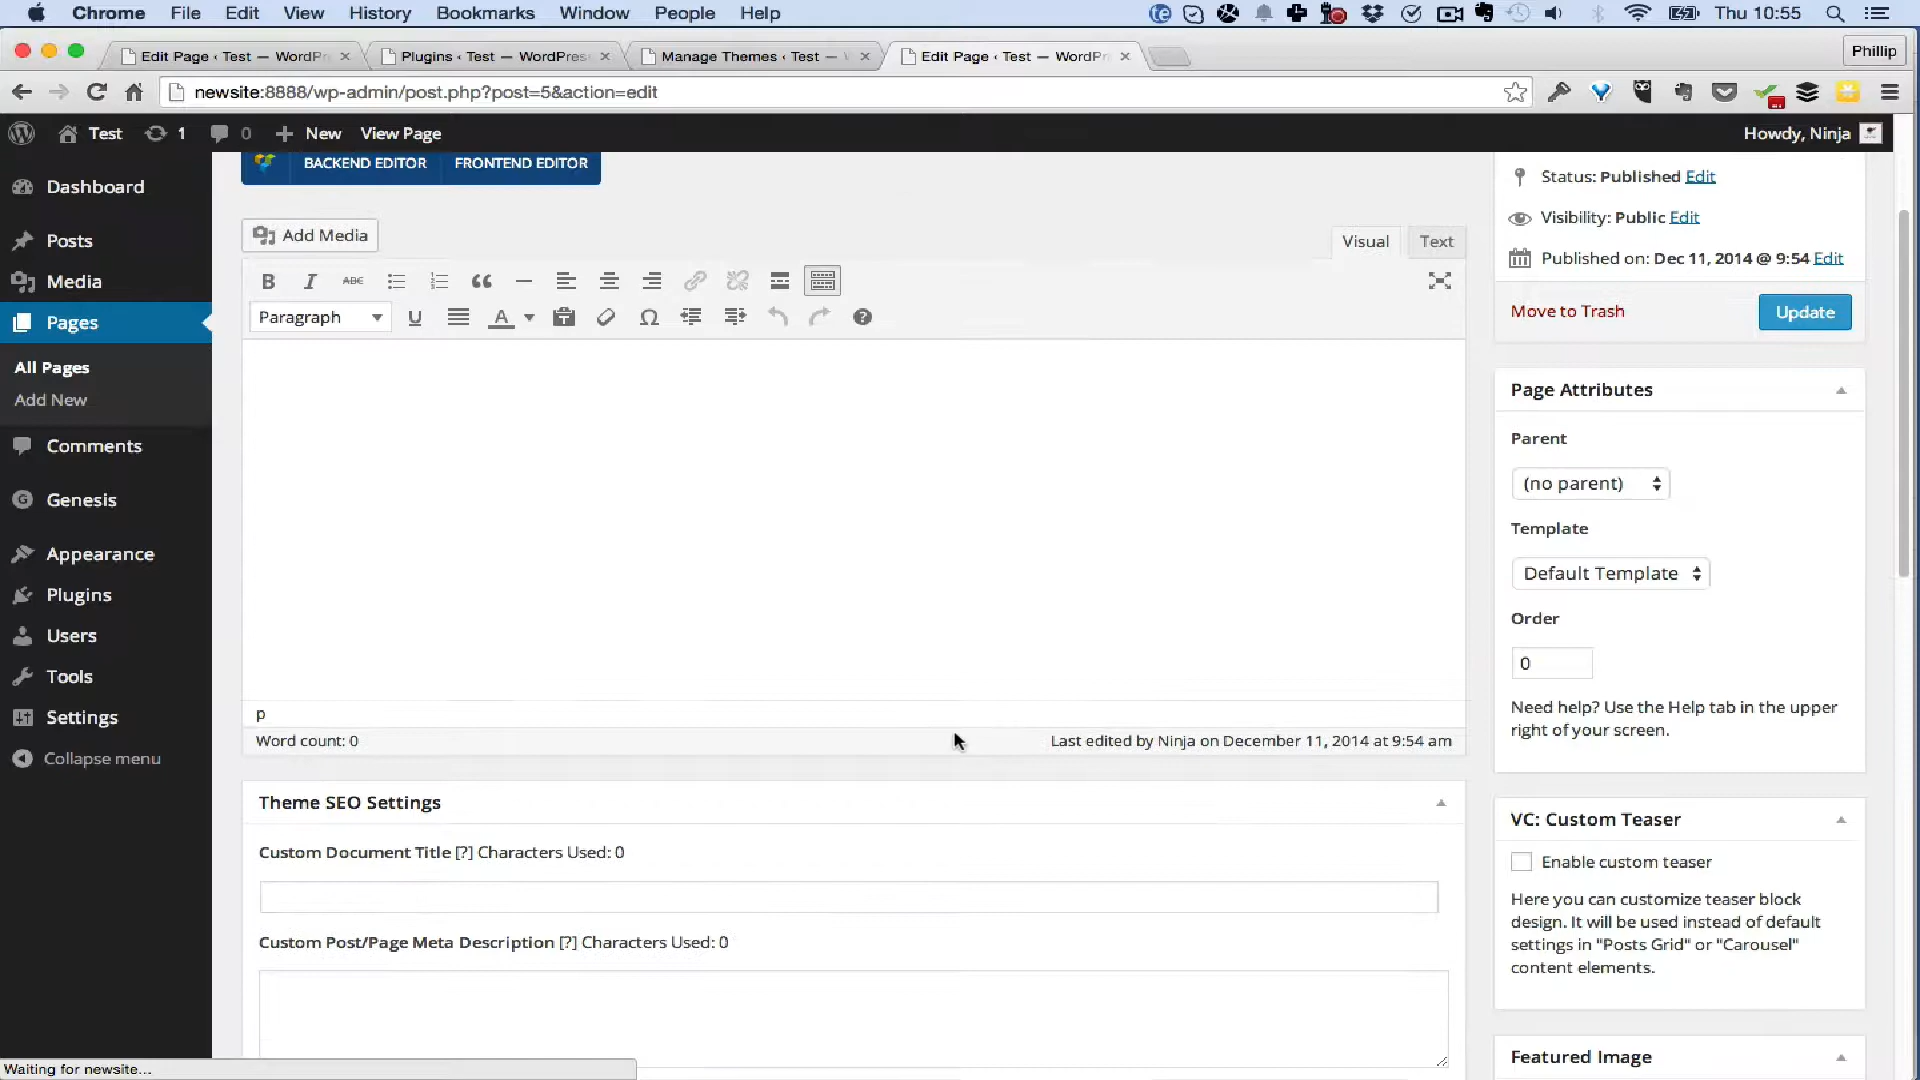 Chrome File Edit View History Bookmarks Window People Help Thu 10:55
Edit Page ‹ Test — WordPr
Plugins ‹ Test — WordPres
Manage Themes ‹ Test —
Edit Page ‹ Test — WordPr
Phillip
newsite:8888/wp-admin/post.php?post=5&action=edit
Test 1 0 New View Page Howdy, Ninja
Dashboard
Posts
Media
Pages
All Pages
Add New
Comments
Genesis
Appearance
Plugins
Users
Tools
Settings
Collapse menu
BACKEND EDITOR FRONTEND EDITOR
Add Media
Visual Text
B I ABC
Paragraph U A Ω ?
p
Word count: 0 Last edited by Ninja on December 11, 2014 at 9:54 am
Theme SEO Settings
Custom Document Title [?] Characters Used: 0
Custom Post/Page Meta Description [?] Characters Used: 0
Status: Published Edit
Visibility: Public Edit
Published on: Dec 11, 2014 @ 9:54 Edit
Move to Trash Update
Page Attributes
Parent
(no parent)
Template
Default Template
Order
0
Need help? Use the Help tab in the upper
right of your screen.
VC: Custom Teaser
Enable custom teaser
Here you can customize teaser block
design. It will be used instead of default
settings in "Posts Grid" or "Carousel"
content elements.
Featured Image
Waiting for newsite...